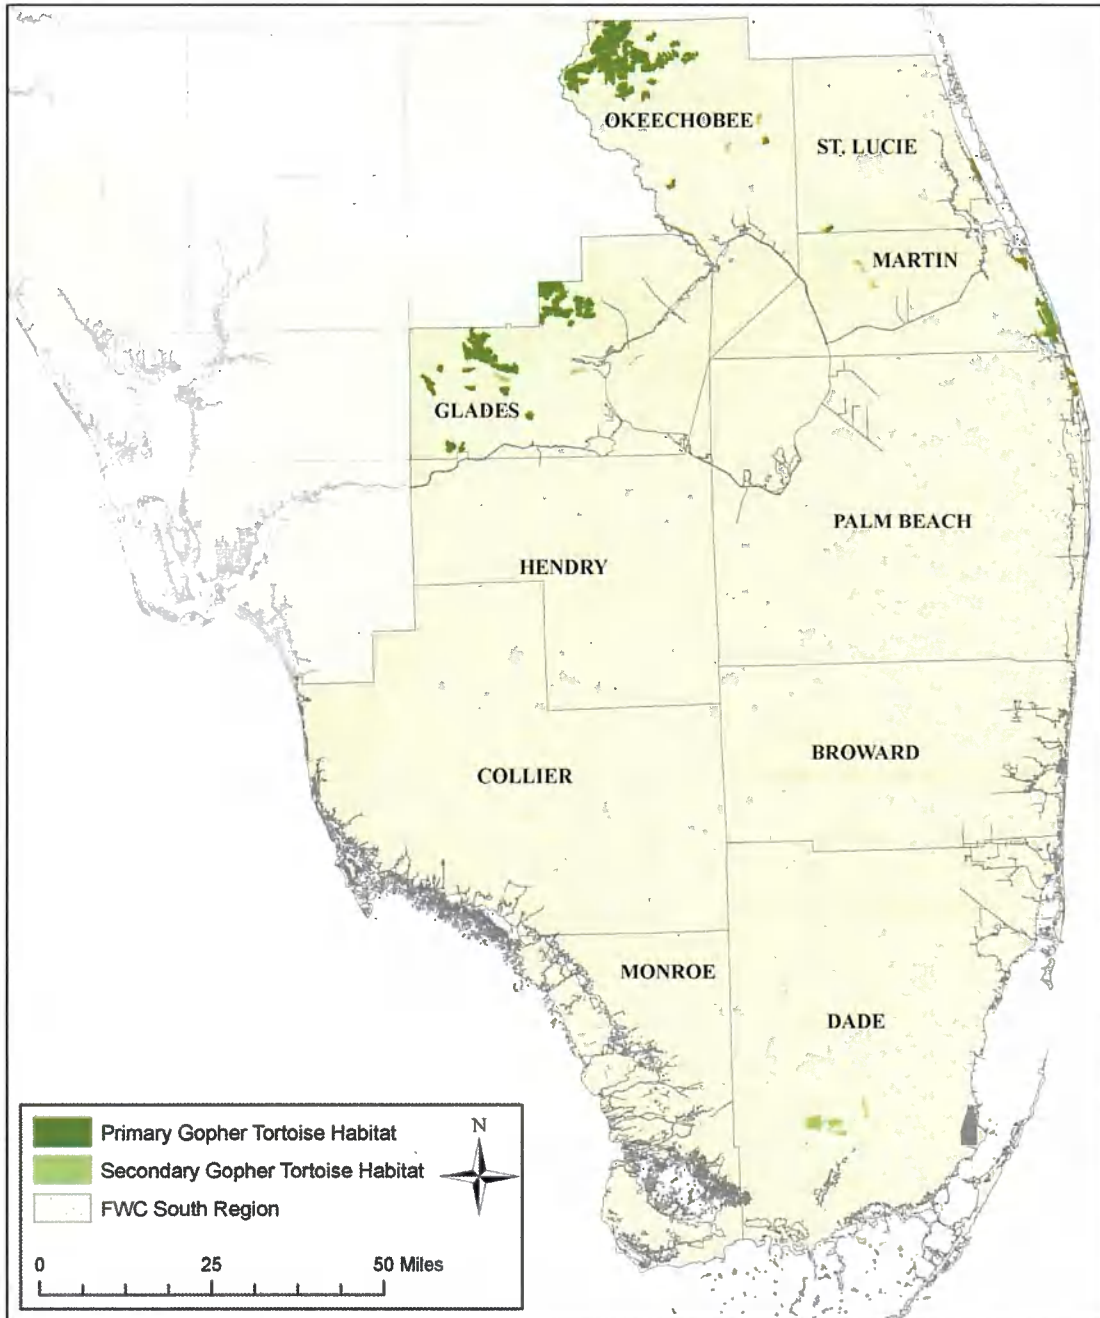 OKEECHOBEE
ST. LUCIE
MARTIN
GLADES
PALM BEACH
HENDRY
BROWARD
COLLIER
MONROE
DADE
Primary Gopher Tortoise Habitat
Secondary Gopher Tortoise Habitat
FWC South Region
N
0 25 50 Miles